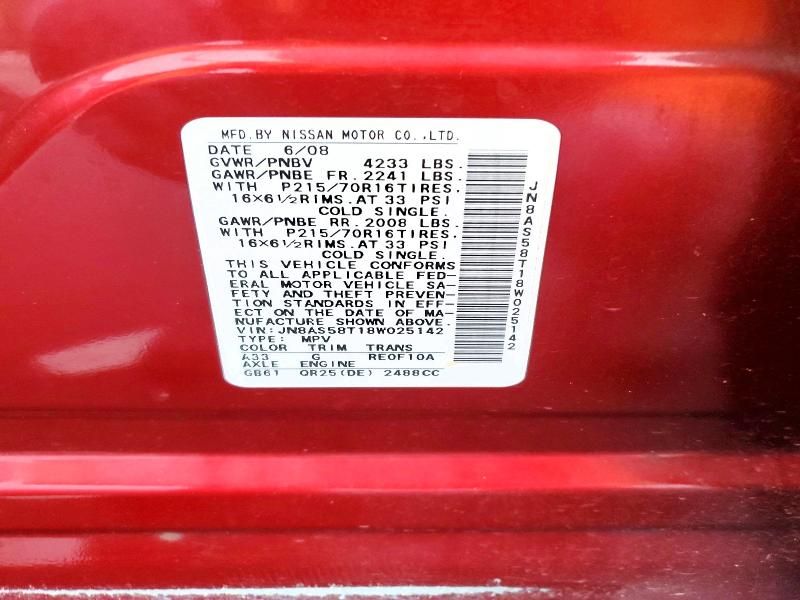 MFD.BY NISSAN MOTOR CO.,LTD.
DATE 6/08
GVWR/PNBV 4233 LBS.
GAWR/PNBE FR. 2241 LBS.
WITH P215/70R16TIRES.
16×6½RIMS.AT 33 PSI
COLD SINGLE.
GAWR/PNBE RR. 2008 LBS.
WITH P215/70R16TIRES.
16×6½RIMS.AT 33 PSI
COLD SINGLE.
THIS VEHICLE CONFORMS
TO ALL APPLICABLE FED-
ERAL MOTOR VEHICLE SA-
FETY AND THEFT PREVEN-
TION STANDARDS IN EFF-
ECT ON THE DATE OF MA-
NUFACTURE SHOWN ABOVE.
VIN:JN8AS58T18W025142
TYPE: MPV
COLOR TRIM TRANS
A33 G RE0F10A
AXLE ENGINE
GB61 QR25(DE) 2488CC
JN8AS58T18W025142